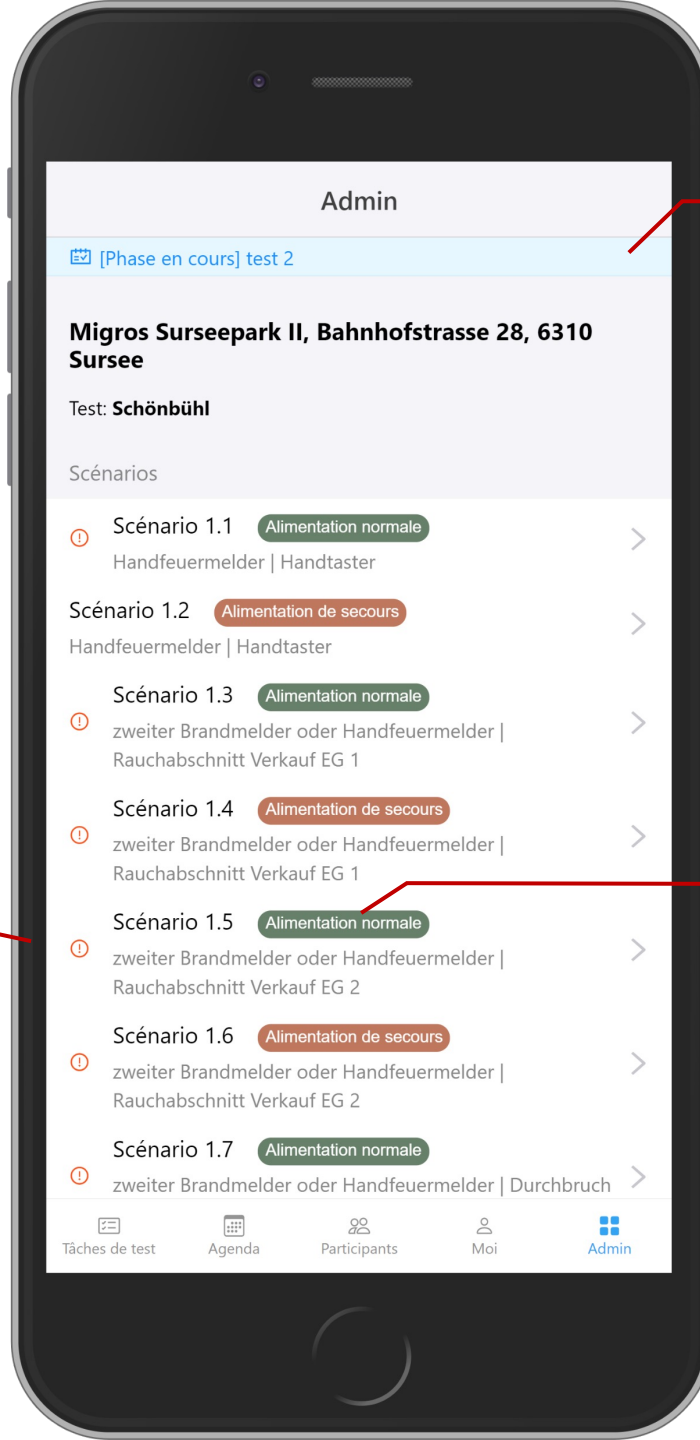 Admin
[Phase en cours] test 2
Migros Surseepark II, Bahnhofstrasse 28, 6310
Sursee
Test: Schönbühl
Scénarios
Scénario 1.1 Alimentation normale
Handfeuermelder | Handtaster
Scénario 1.2 Alimentation de secours
Handfeuermelder | Handtaster
Scénario 1.3 Alimentation normale
zweiter Brandmelder oder Handfeuermelder |
Rauchabschnitt Verkauf EG 1
Scénario 1.4 Alimentation de secours
zweiter Brandmelder oder Handfeuermelder |
Rauchabschnitt Verkauf EG 1
Scénario 1.5 Alimentation normale
zweiter Brandmelder oder Handfeuermelder |
Rauchabschnitt Verkauf EG 2
Scénario 1.6 Alimentation de secours
zweiter Brandmelder oder Handfeuermelder |
Rauchabschnitt Verkauf EG 2
Scénario 1.7 Alimentation normale
zweiter Brandmelder oder Handfeuermelder | Durchbruch
Tâches de test Agenda Participants Moi Admin